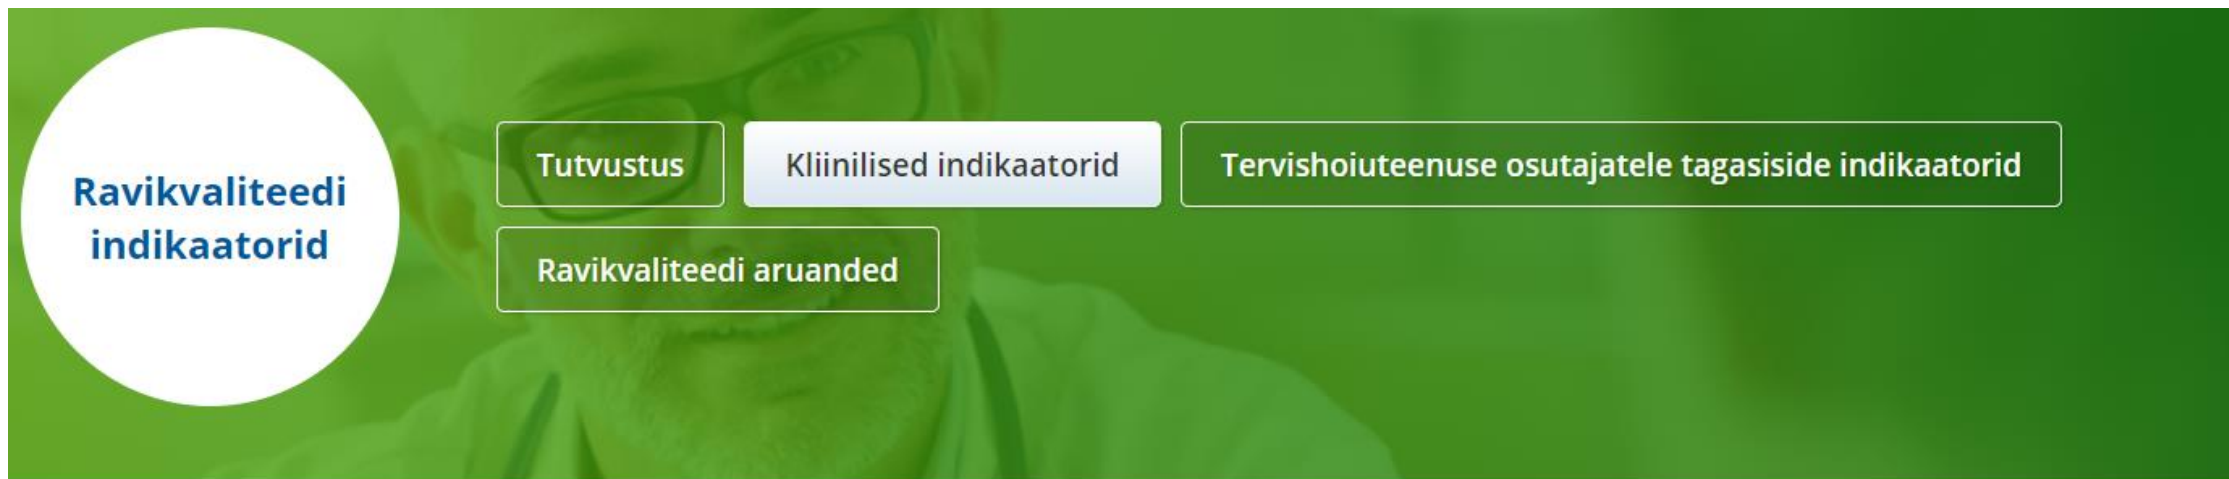 Ravikvaliteedi
indikaatorid
Tutvustus
Kliinilised indikaatorid
Tervishoiuteenuse osutajatele tagasiside indikaatorid
Ravikvaliteedi aruanded